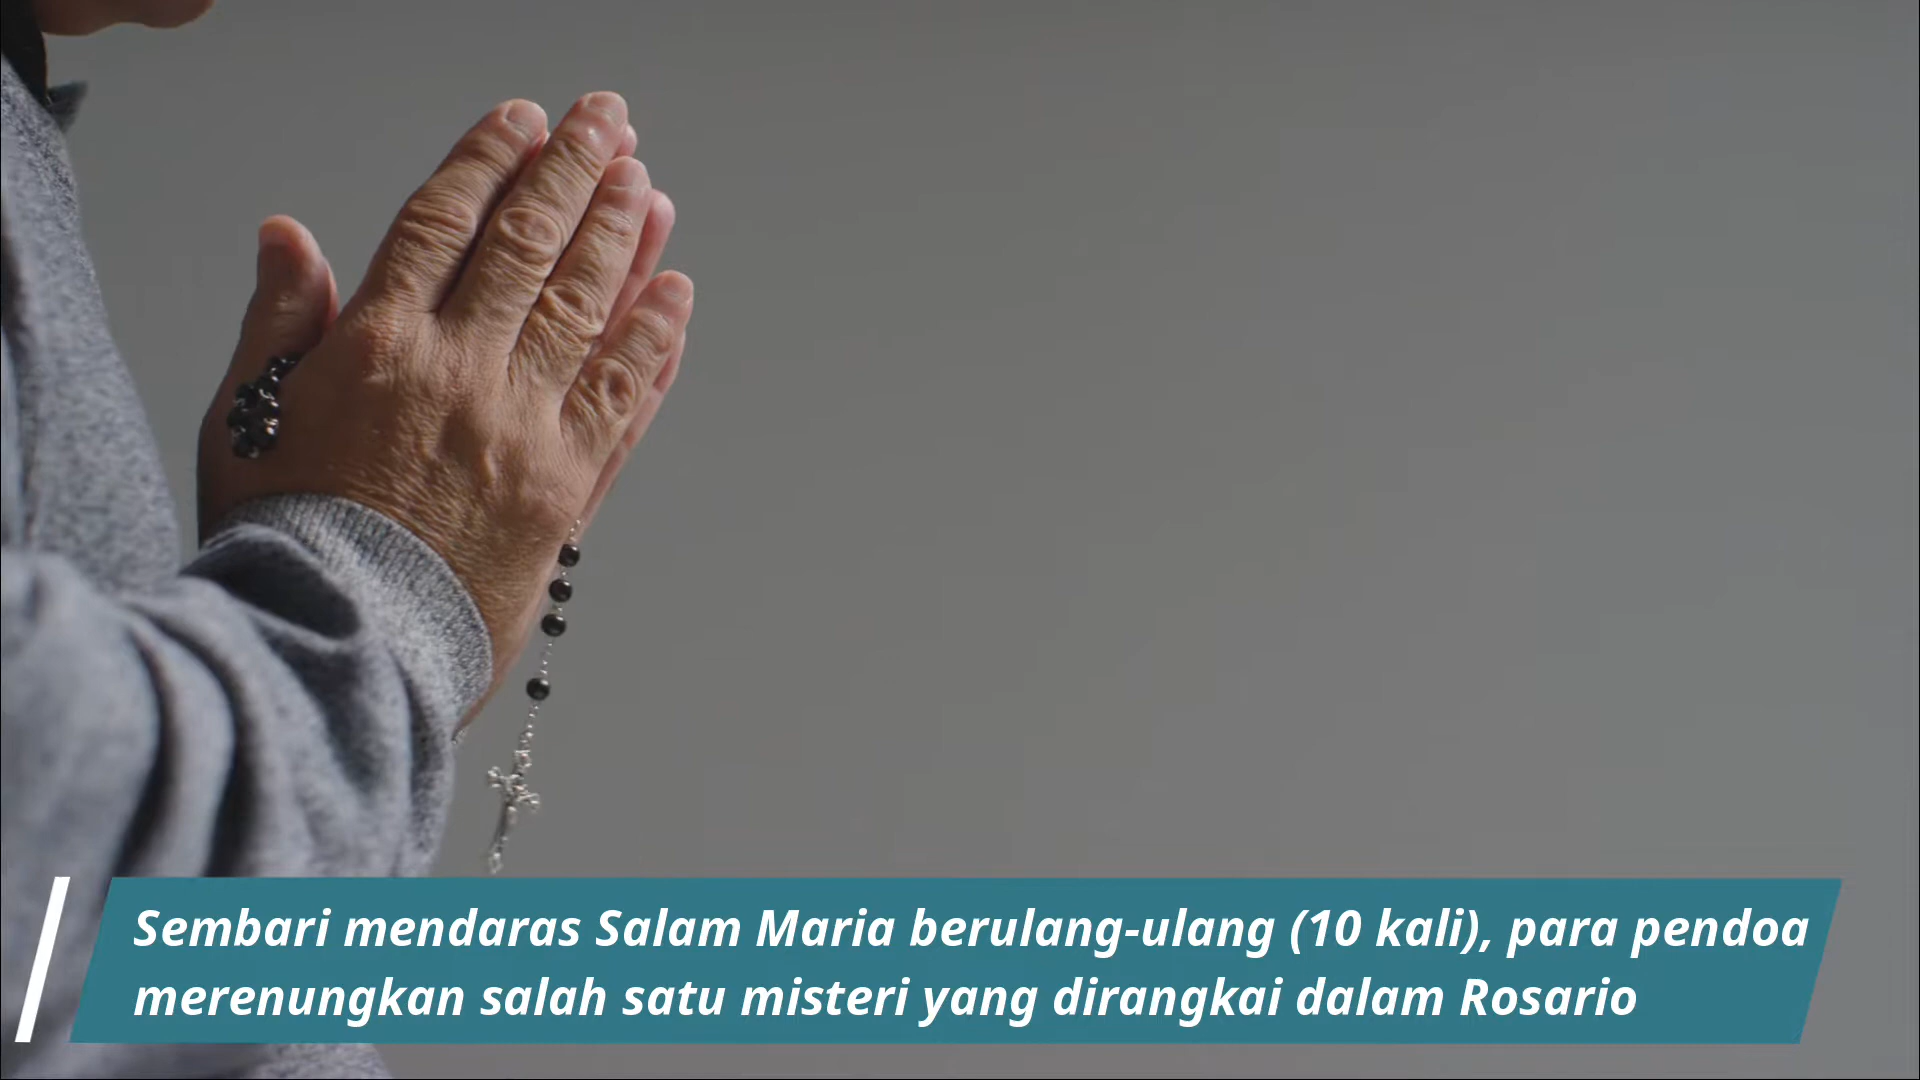 Sembari mendaras Salam Maria berulang-ulang (10 kali), para pendoa
merenungkan salah satu misteri yang dirangkai dalam Rosario